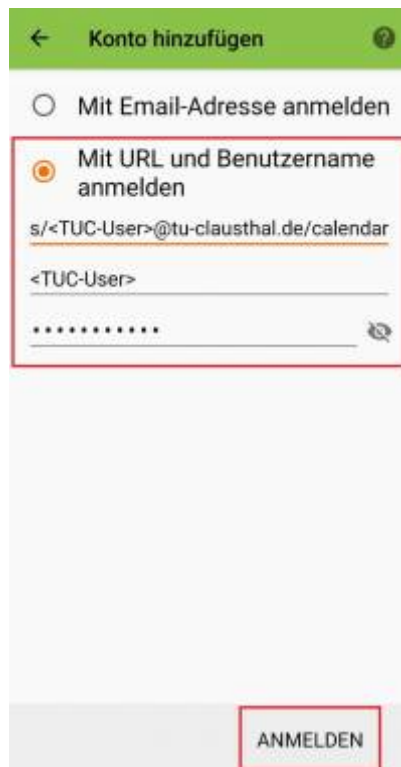 Konto hinzufügen
Mit Email-Adresse anmelden
Mit URL und Benutzername
anmelden
s/<TUC-User>@tu-clausthal.de/calendar
<TUC-User>
•••••••••••
ANMELDEN